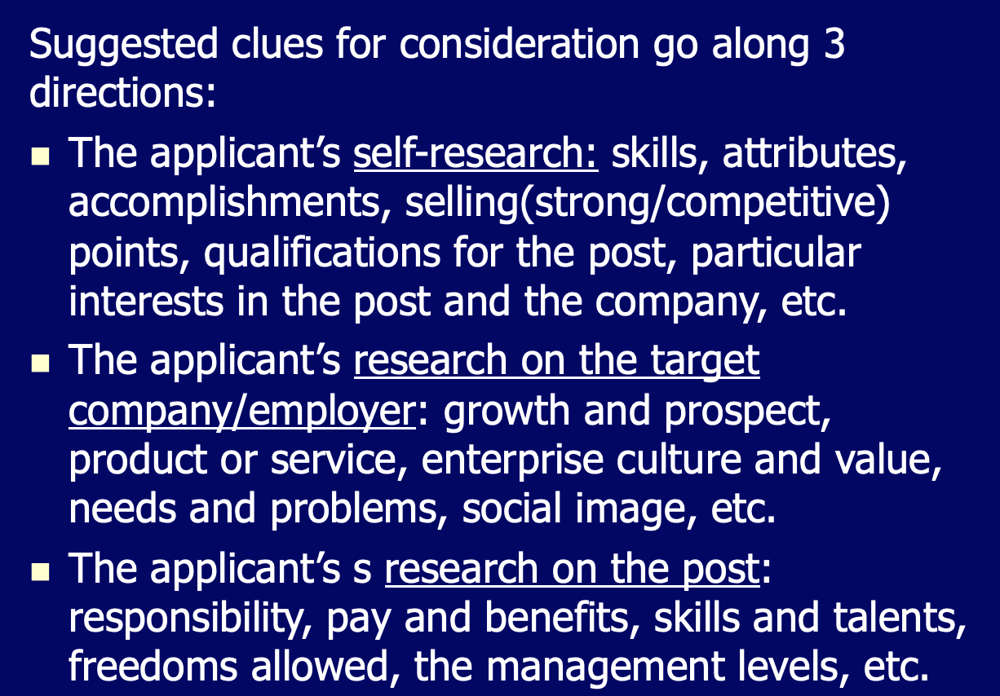 Suggested clues for consideration go along 3
directions:
■ The applicant’s self-research: skills, attributes,
accomplishments, selling(strong/competitive)
points, qualifications for the post, particular
interests in the post and the company, etc.
■ The applicant’s research on the target
company/employer: growth and prospect,
product or service, enterprise culture and value,
needs and problems, social image, etc.
■ The applicant’s s research on the post:
responsibility, pay and benefits, skills and talents,
freedoms allowed, the management levels, etc.